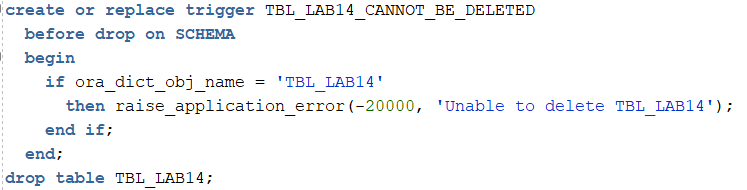 create or replace trigger TBL_LAB14_CANNOT_BE_DELETED
before drop on SCHEMA
begin
if ora_dict_obj_name = 'TBL_LAB14'
then raise_application_error(-20000, 'Unable to delete TBL_LAB14');
end if;
end;
drop table TBL_LAB14;